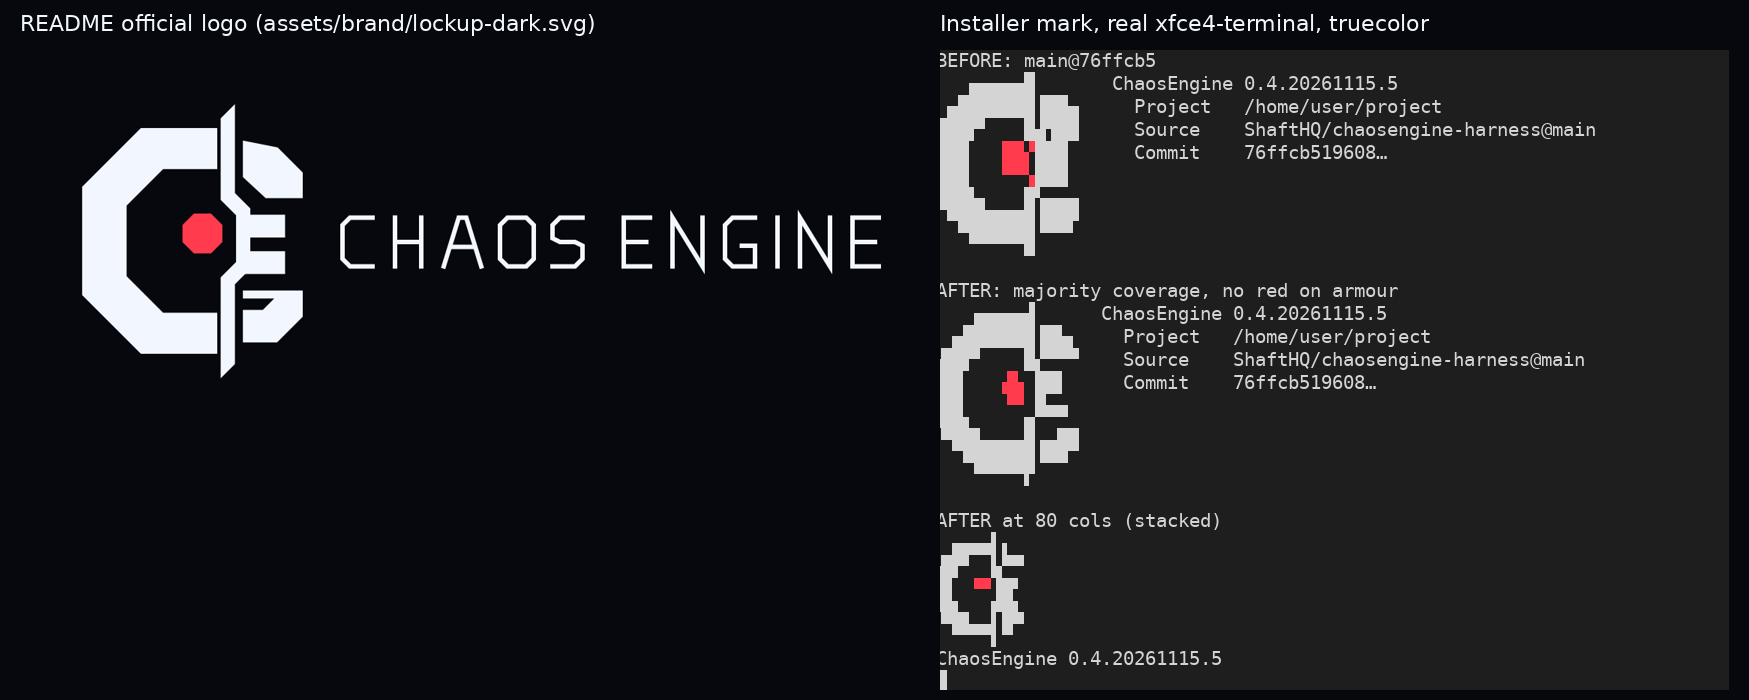 README official logo (assets/brand/lockup-dark.svg)
CHAOS ENGINE
Installer mark, real xfce4-terminal, truecolor
BEFORE: main@76ffcb5
ChaosEngine 0.4.20261115.5
Project /home/user/project
Source ShaftHQ/chaosengine-harness@main
Commit 76ffcb519608…
AFTER: majority coverage, no red on armour
ChaosEngine 0.4.20261115.5
Project /home/user/project
Source ShaftHQ/chaosengine-harness@main
Commit 76ffcb519608…
AFTER at 80 cols (stacked)
ChaosEngine 0.4.20261115.5